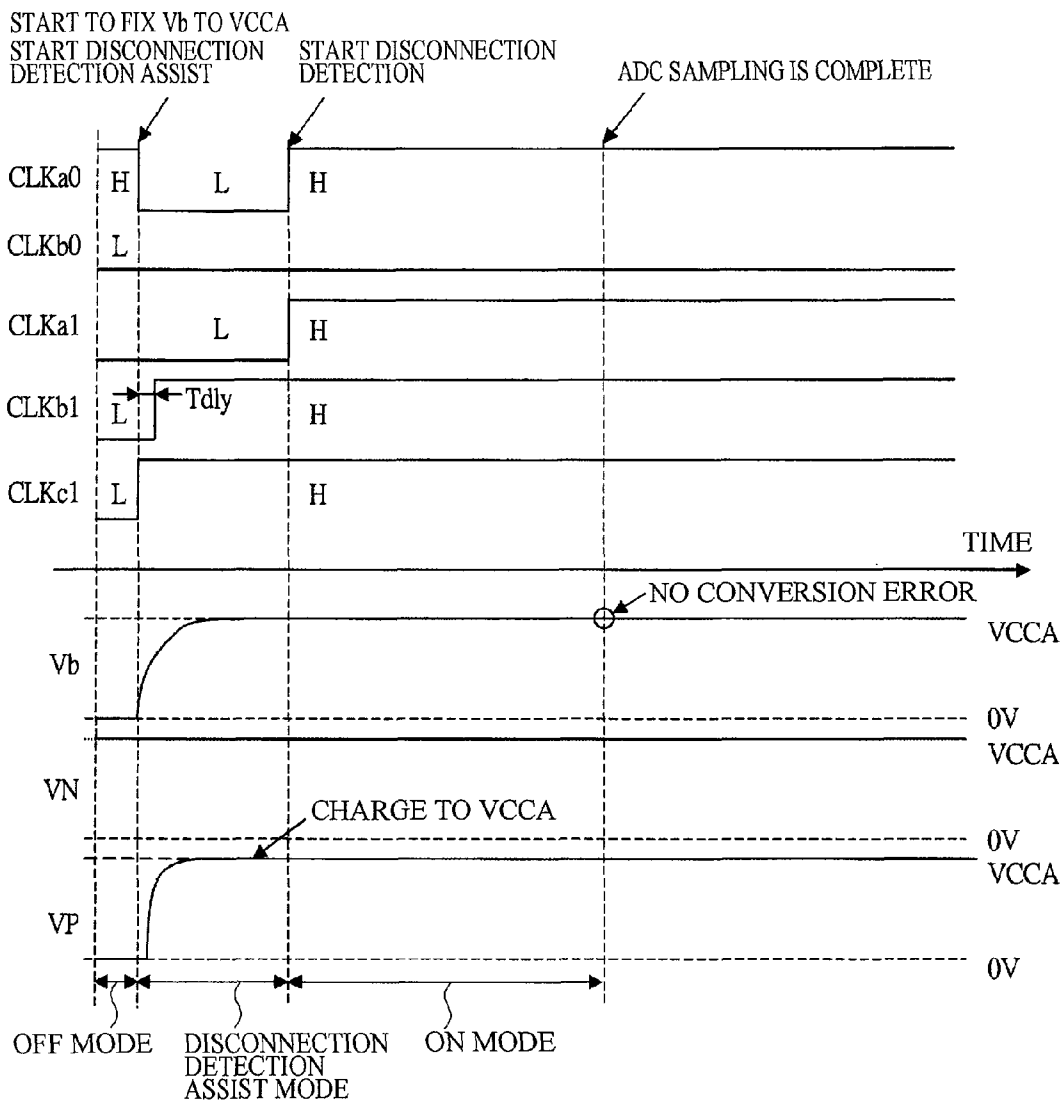 START TO FIX Vb TO VCCA
START DISCONNECTION
DETECTION ASSIST
START DISCONNECTION
DETECTION
ADC SAMPLING IS COMPLETE
CLKa0 H L H
CLKb0 L
CLKa1 L H
CLKb1 L Tdly H
CLKc1 L H
TIME
NO CONVERSION ERROR
Vb VCCA
0V
VN VCCA
CHARGE TO VCCA
0V
VP VCCA
0V
OFF MODE
DISCONNECTION
DETECTION
ASSIST MODE
ON MODE